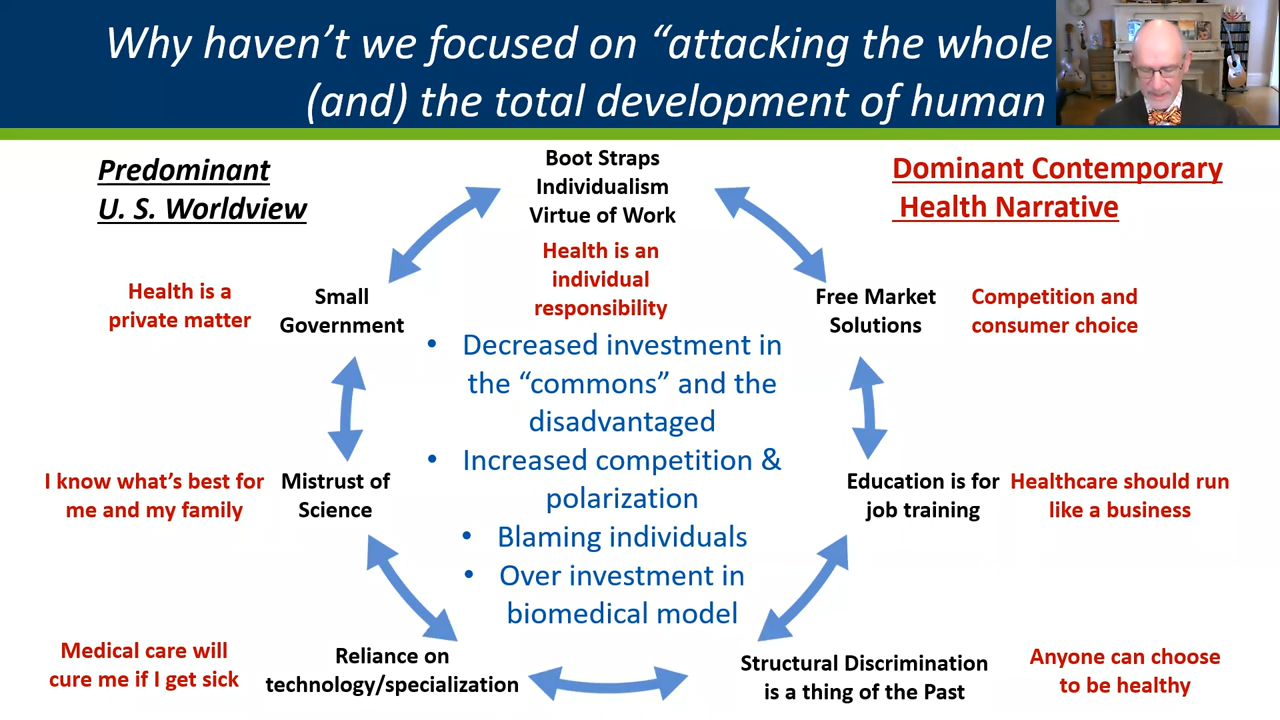 Why haven’t we focused on “attacking the whole
(and) the total development of human
Predominant
U. S. Worldview
Dominant Contemporary
Health Narrative
Boot Straps
Individualism
Virtue of Work
Health is an
individual
responsibility
Health is a
private matter
Small
Government
Free Market
Solutions
Competition and
consumer choice
• Decreased investment in
the “commons” and the
disadvantaged
• Increased competition &
polarization
• Blaming individuals
• Over investment in
biomedical model
I know what’s best for
me and my family
Mistrust of
Science
Education is for
job training
Healthcare should run
like a business
Medical care will
cure me if I get sick
Reliance on
technology/specialization
Structural Discrimination
is a thing of the Past
Anyone can choose
to be healthy